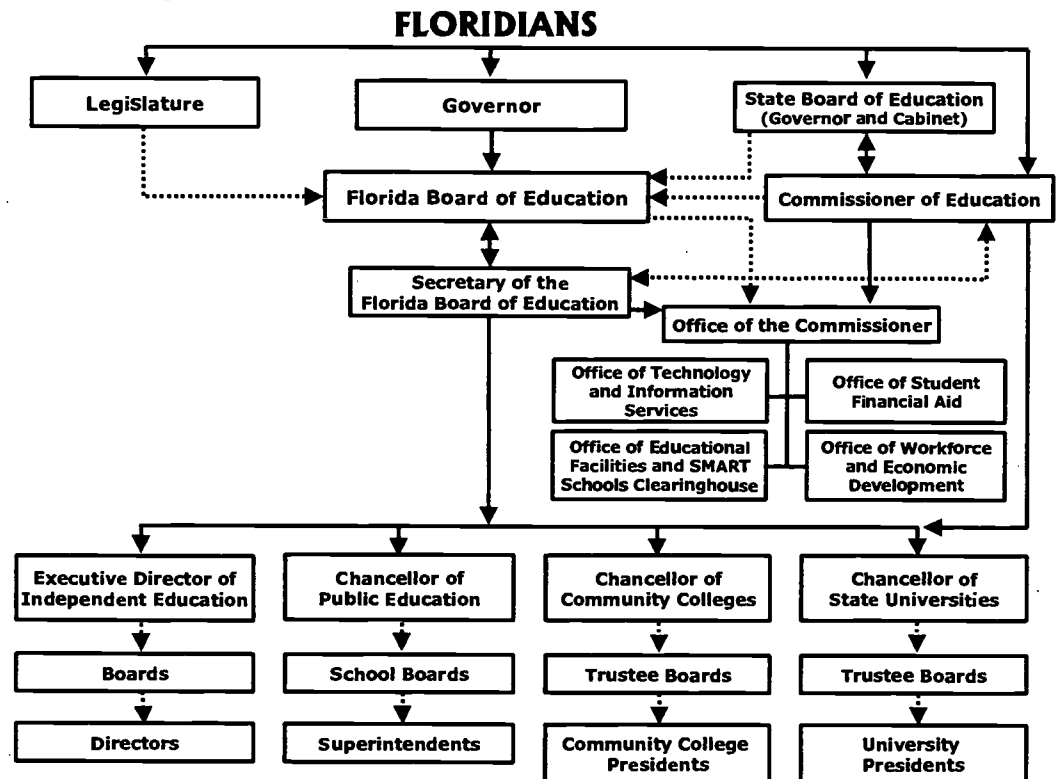 FLORIDIANS
LegiSlature
Governor
State Board of Education
(Governor and Cabinet)
Florida Board of Education
Commissioner of Education
Secretary of the
Florida Board of Education
Office of the Commissioner
Office of Technology
and Information
Services
Office of Student
Financial Aid
Office of Educational
Facilities and SMART
Schools Clearinghouse
Office of Workforce
and Economic
Development
Executive Director of
Independent Education
Chancellor of
Public Education
Chancellor of
Community Colleges
Chancellor of
State Universities
Boards
School Boards
Trustee Boards
Trustee Boards
Directors
Superintendents
Community College
Presidents
University
Presidents